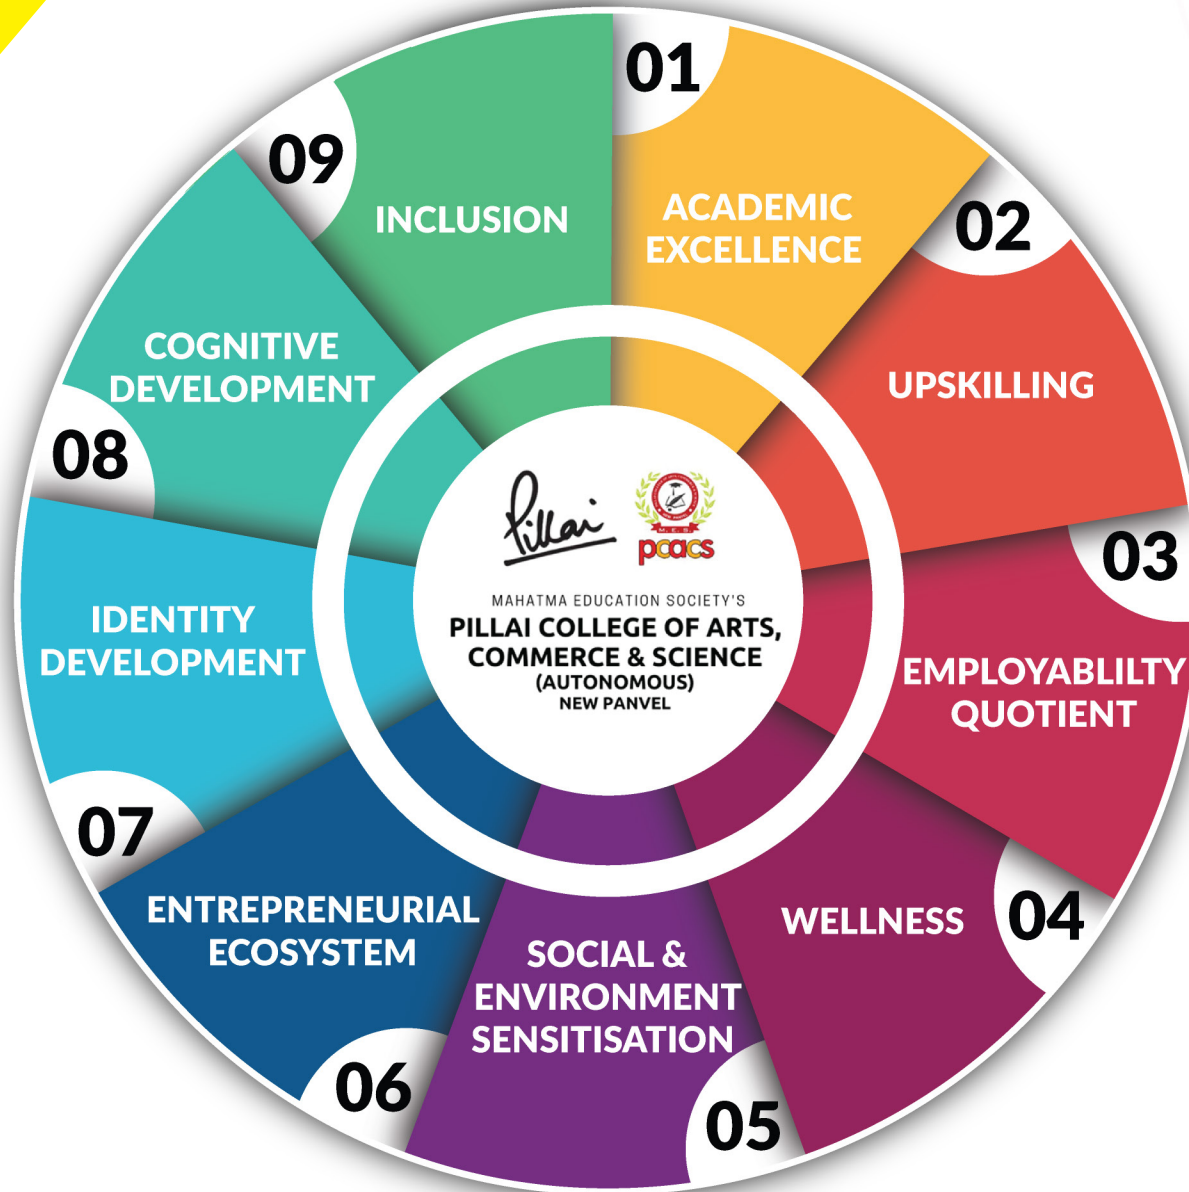 01
ACADEMIC
EXCELLENCE
02
UPSKILLING
03
EMPLOYABLILTY
QUOTIENT
04
WELLNESS
05
SOCIAL &
ENVIRONMENT
SENSITISATION
06
ENTREPRENEURIAL
ECOSYSTEM
07
IDENTITY
DEVELOPMENT
08
COGNITIVE
DEVELOPMENT
09
INCLUSION
Pillai
M.E.S.
pcacs
MAHATMA EDUCATION SOCIETY'S
PILLAI COLLEGE OF ARTS,
COMMERCE & SCIENCE
(AUTONOMOUS)
NEW PANVEL